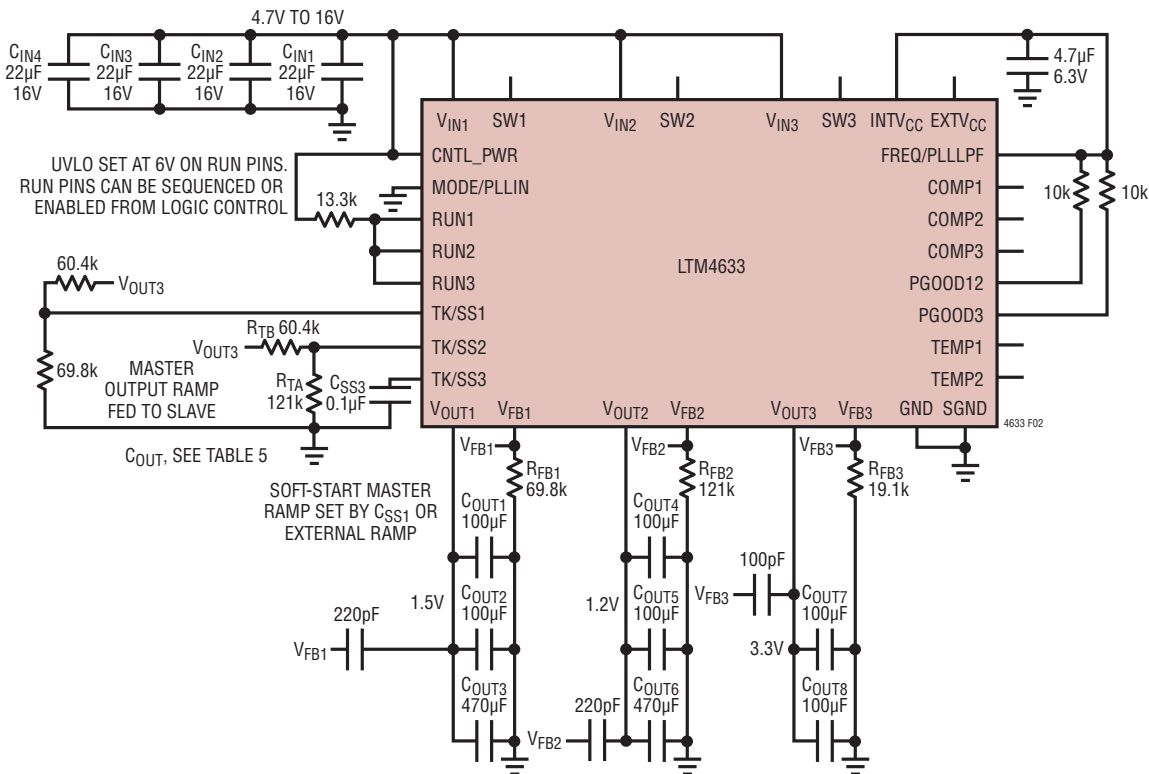 4.7V TO 16V
CIN4
22µF
16V
CIN3
22µF
16V
CIN2
22µF
16V
CIN1
22µF
16V
4.7µF
6.3V
VIN1
SW1
VIN2
SW2
VIN3
SW3
INTVCC
EXTVCC
UVLO SET AT 6V ON RUN PINS.
RUN PINS CAN BE SEQUENCED OR
ENABLED FROM LOGIC CONTROL
13.3k
CNTL_PWR
MODE/PLLIN
RUN1
RUN2
RUN3
TK/SS1
TK/SS2
TK/SS3
LTM4633
FREQ/PLLLPF
COMP1
COMP2
COMP3
PGOOD12
PGOOD3
TEMP1
TEMP2
10k
10k
60.4k
VOUT3
RTB 60.4k
VOUT3
69.8k
MASTER
OUTPUT RAMP
FED TO SLAVE
RTA
121k
CSS3
0.1µF
VOUT1
VFB1
VOUT2
VFB2
VOUT3
VFB3
GND
SGND
4633 F02
COUT, SEE TABLE 5
SOFT-START MASTER
RAMP SET BY CSS1 OR
EXTERNAL RAMP
VFB1
RFB1
69.8k
COUT1
100µF
COUT2
100µF
COUT3
470µF
1.5V
220pF
VFB1
VFB2
RFB2
121k
COUT4
100µF
COUT5
100µF
COUT6
470µF
1.2V
220pF
VFB2
VFB3
RFB3
19.1k
100pF
VFB3
COUT7
100µF
3.3V
COUT8
100µF